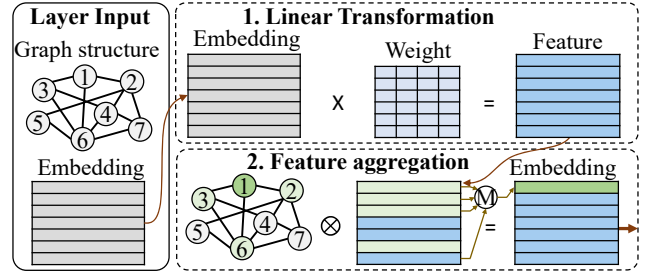 Layer Input
Graph structure
1
3
2
4
5
7
6
Embedding
1. Linear Transformation
Embedding
Weight
Feature
X
=
2. Feature aggregation
Embedding
1
3
2
4
5
7
6
⊗
M
=